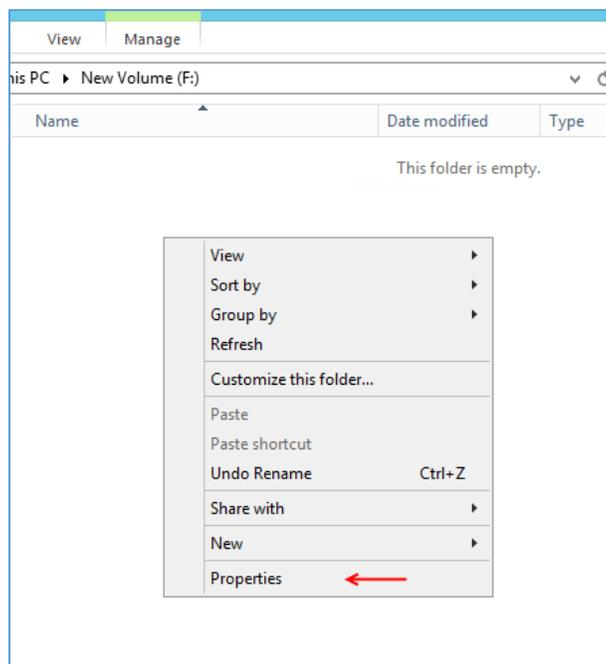 View Manage
his PC New Volume (F:)
Name Date modified Type
This folder is empty.
View
Sort by
Group by
Refresh
Customize this folder...
Paste
Paste shortcut
Undo Rename Ctrl+Z
Share with
New
Properties